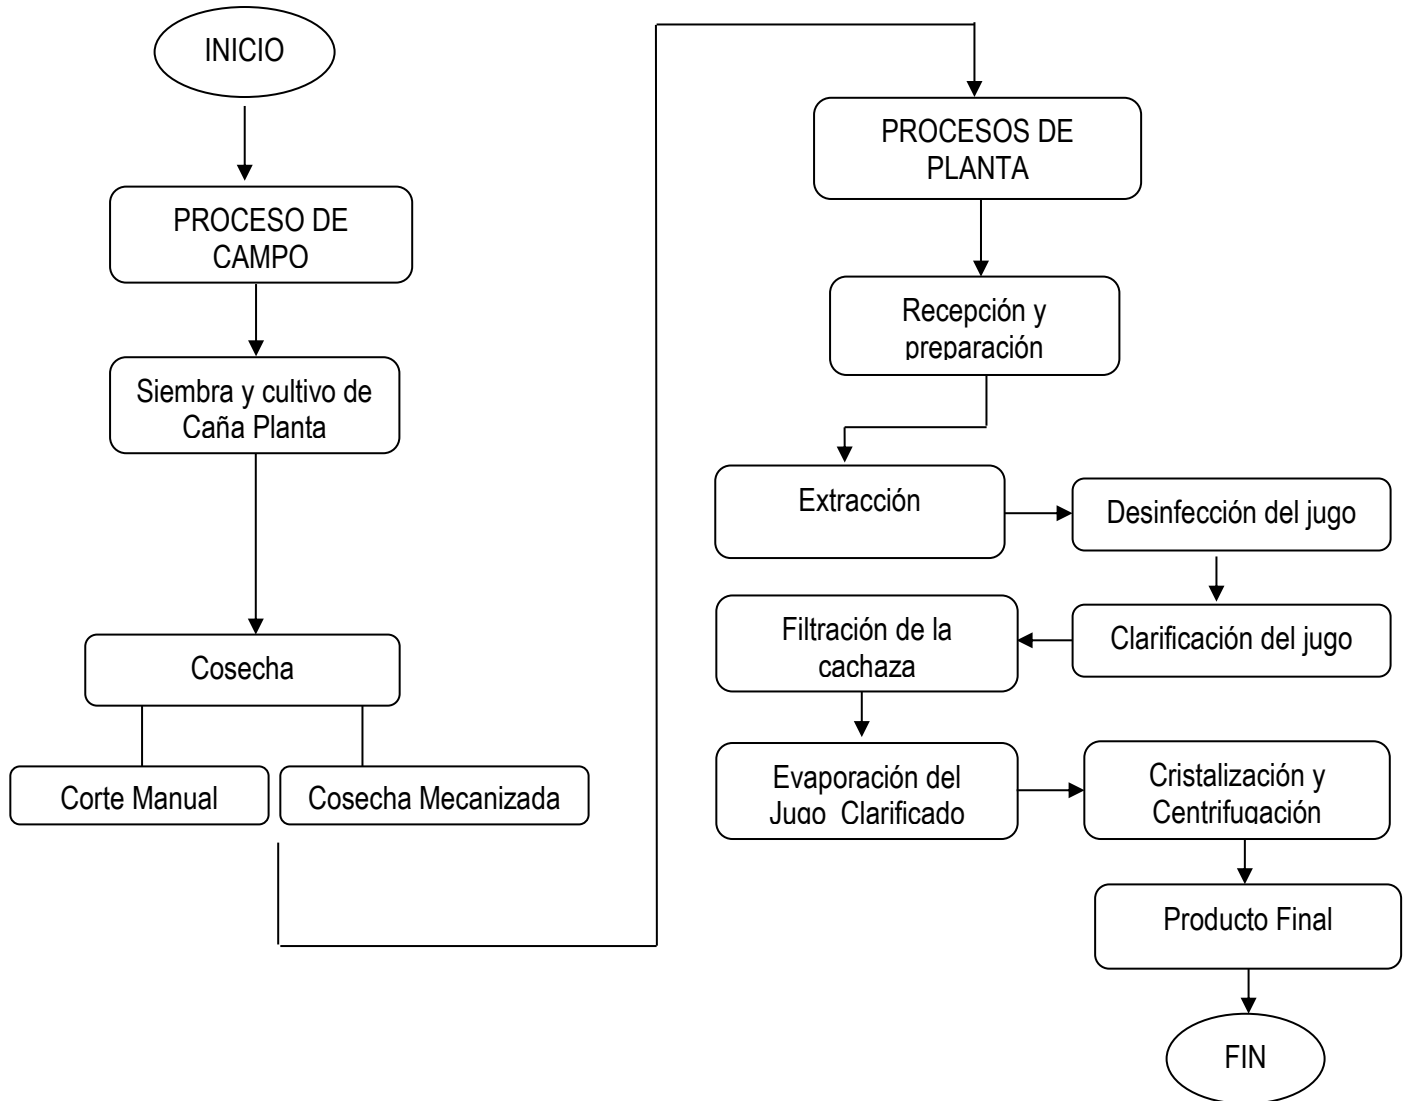 INICIO
PROCESO DE
CAMPO
Siembra y cultivo de
Caña Planta
Cosecha
Corte Manual
Cosecha Mecanizada
PROCESOS DE
PLANTA
Recepción y
preparación
Extracción
Desinfección del jugo
Clarificación del jugo
Filtración de la
cachaza
Evaporación del
Jugo Clarificado
Cristalización y
Centrifugación
Producto Final
FIN